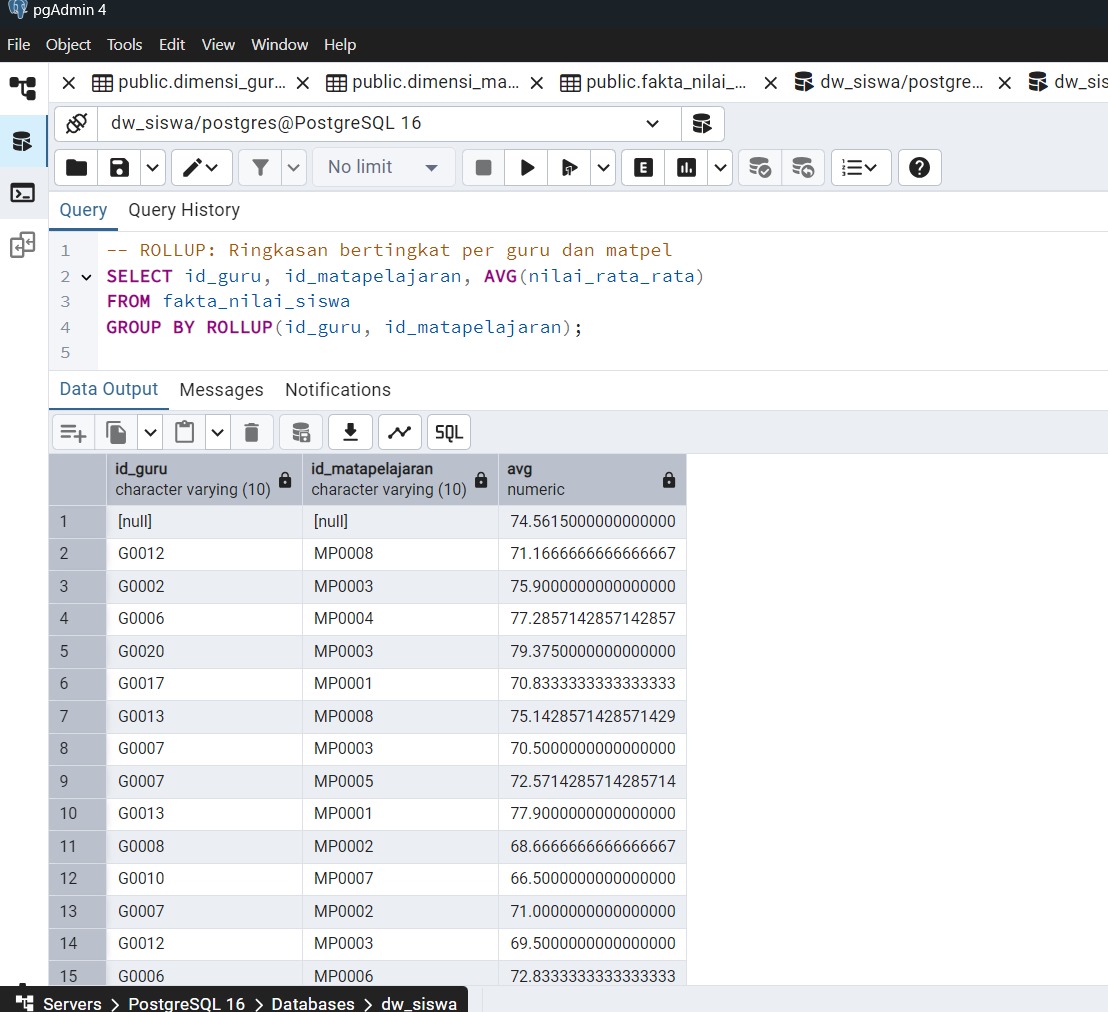 pgAdmin 4
File Object Tools Edit View Window Help
public.dimensi_gur... public.dimensi_ma... public.fakta_nilai_... dw_siswa/postgre... dw_sis
dw_siswa/postgres@PostgreSQL 16
No limit E
Query Query History
1 -- ROLLUP: Ringkasan bertingkat per guru dan matpel
2 SELECT id_guru, id_matapelajaran, AVG(nilai_rata_rata)
3 FROM fakta_nilai_siswa
4 GROUP BY ROLLUP(id_guru, id_matapelajaran);
5
Data Output Messages Notifications
SQL
id_guru id_matapelajaran avg
character varying (10) character varying (10) numeric
1 [null] [null] 74.5615000000000000
2 G0012 MP0008 71.1666666666666667
3 G0002 MP0003 75.9000000000000000
4 G0006 MP0004 77.2857142857142857
5 G0020 MP0003 79.3750000000000000
6 G0017 MP0001 70.8333333333333333
7 G0013 MP0008 75.1428571428571429
8 G0007 MP0003 70.5000000000000000
9 G0007 MP0005 72.5714285714285714
10 G0013 MP0001 77.9000000000000000
11 G0008 MP0002 68.6666666666666667
12 G0010 MP0007 66.5000000000000000
13 G0007 MP0002 71.0000000000000000
14 G0012 MP0003 69.5000000000000000
15 G0006 MP0006 72.8333333333333333
Servers > PostgreSQL 16 > Databases > dw_siswa